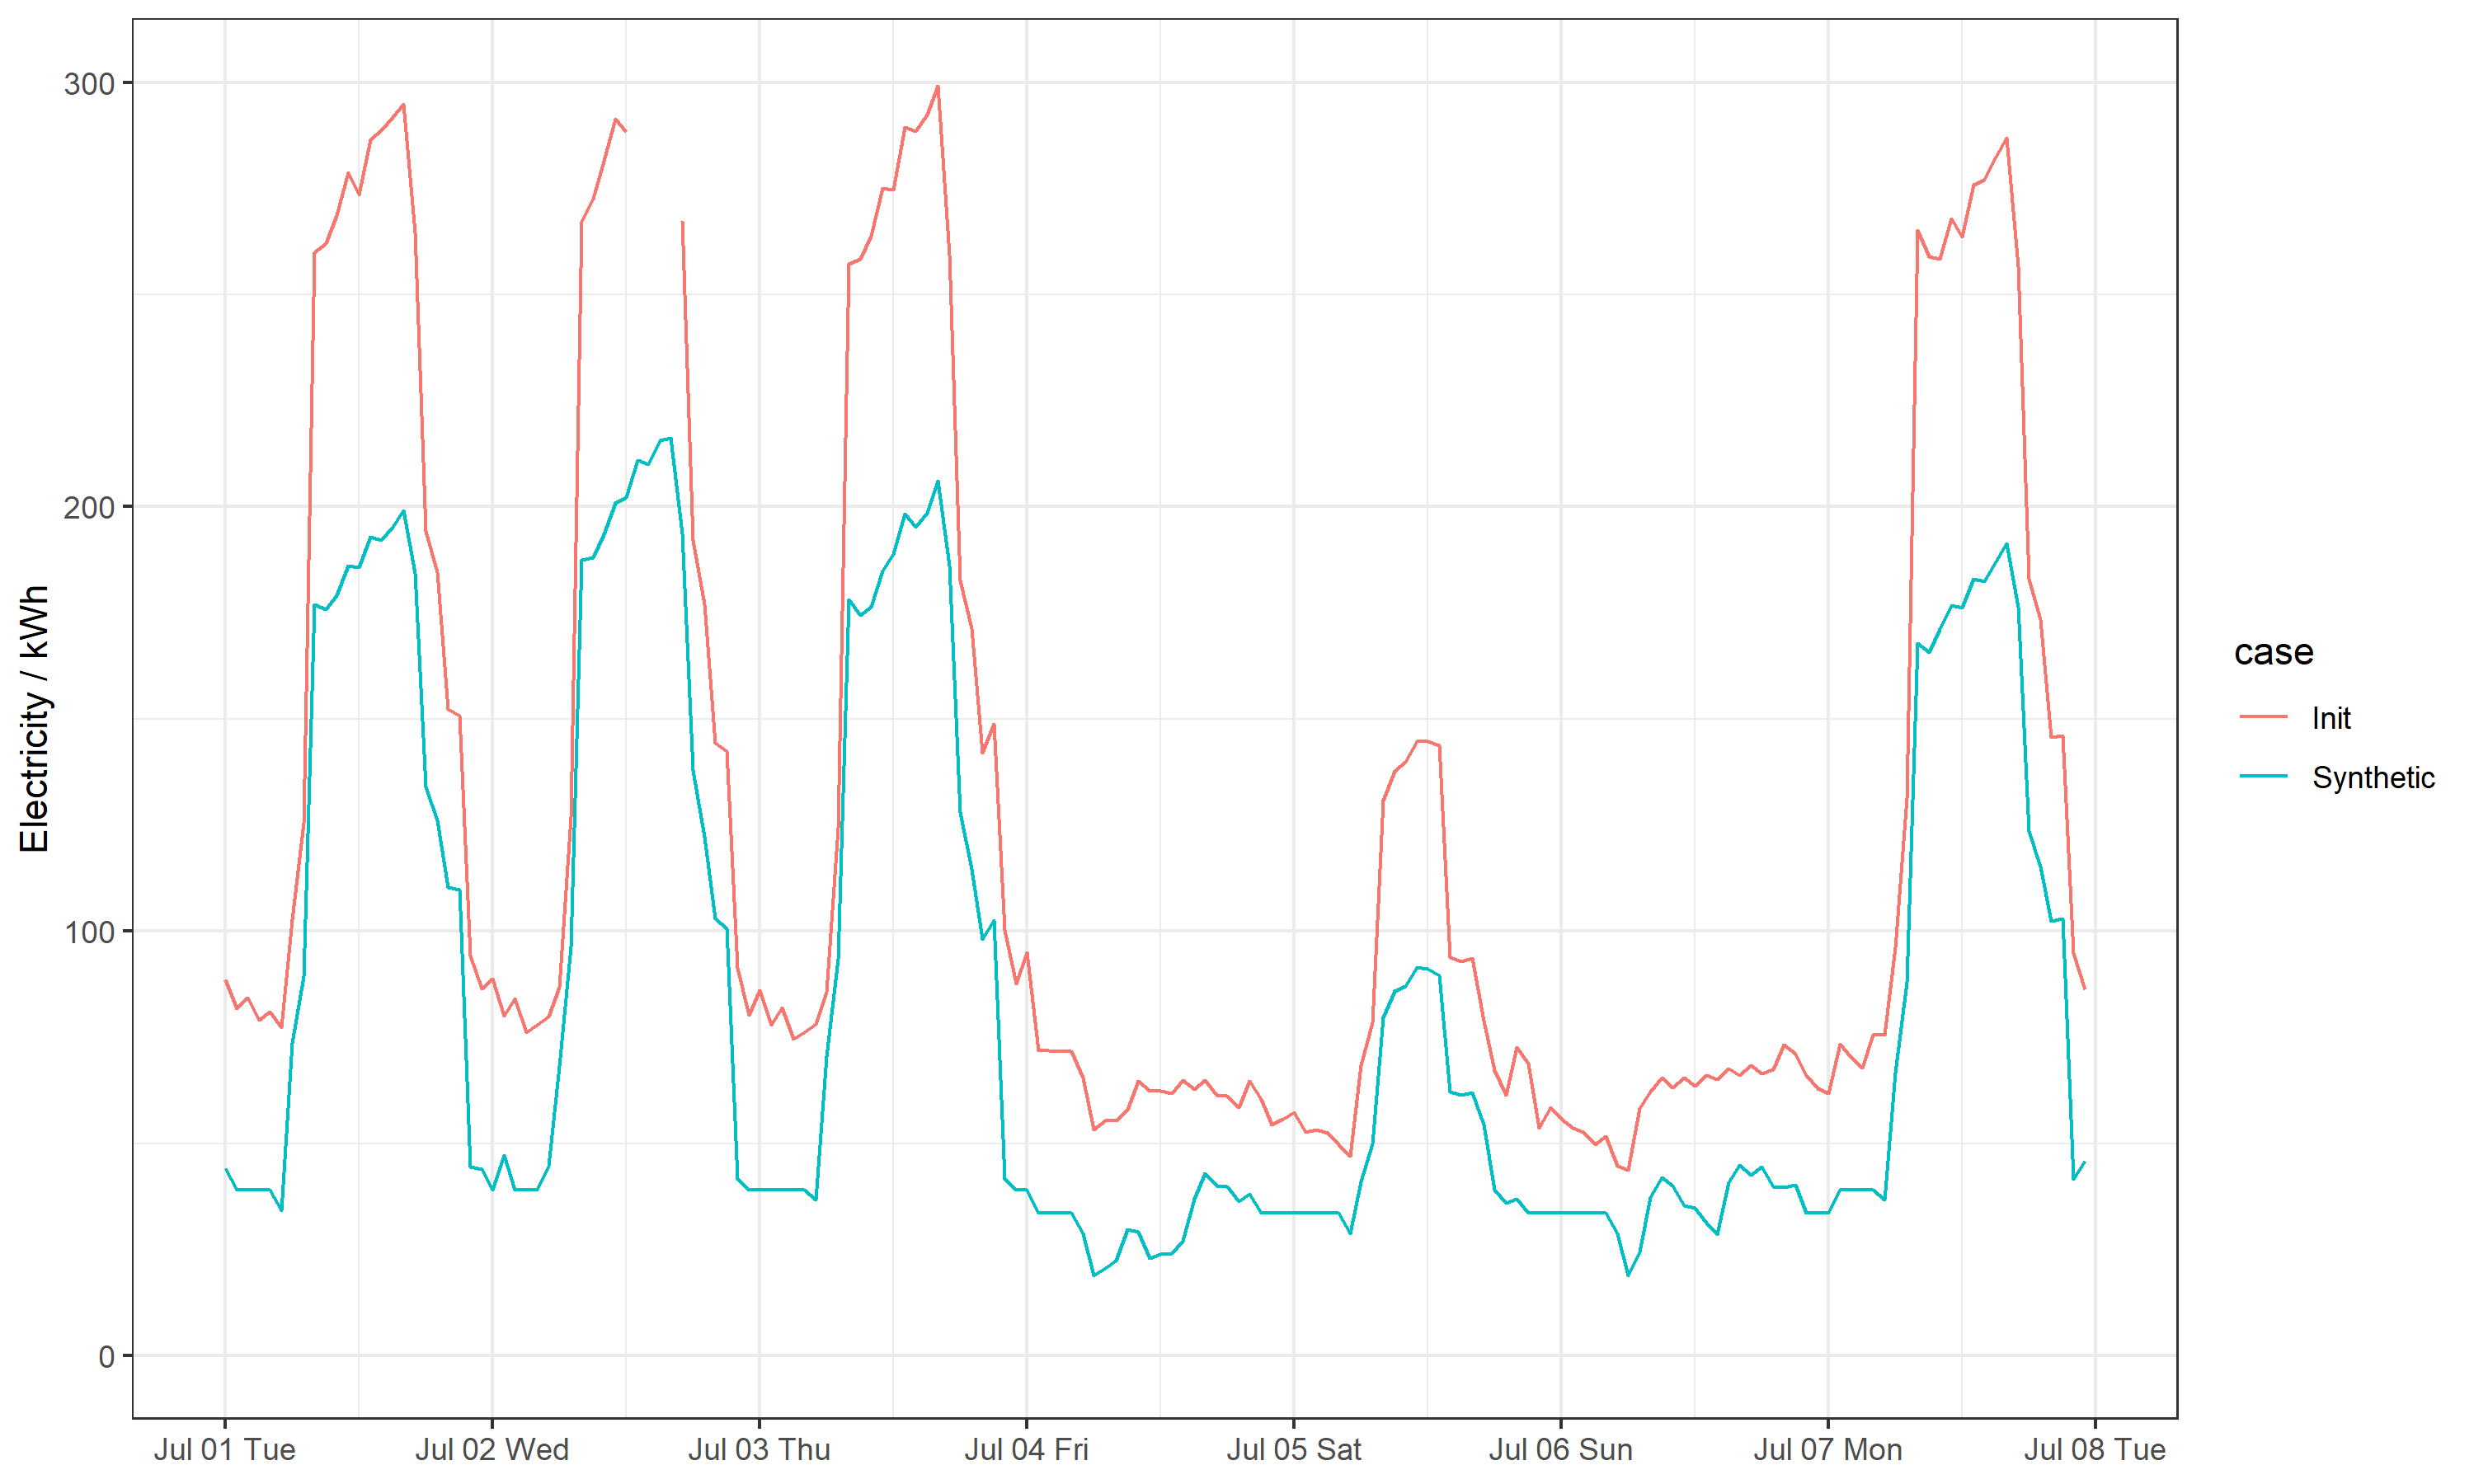 Electricity / kWh
300
200
100
0
Jul 01 Tue
Jul 02 Wed
Jul 03 Thu
Jul 04 Fri
Jul 05 Sat
Jul 06 Sun
Jul 07 Mon
Jul 08 Tue
case
Init
Synthetic